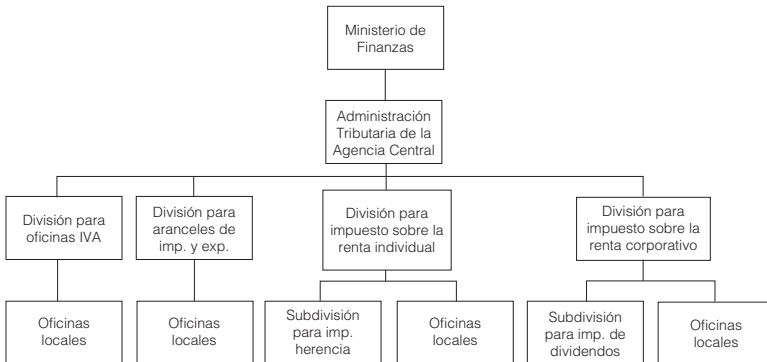 Ministerio de
Finanzas
Administración
Tributaria de la
Agencia Central
División para
oficinas IVA
División para
aranceles de
imp. y exp.
División para
impuesto sobre la
renta individual
División para
impuesto sobre la
renta corporativo
Oficinas
locales
Oficinas
locales
Subdivisión
para imp.
herencia
Oficinas
locales
Subdivisión
para imp. de
dividendos
Oficinas
locales